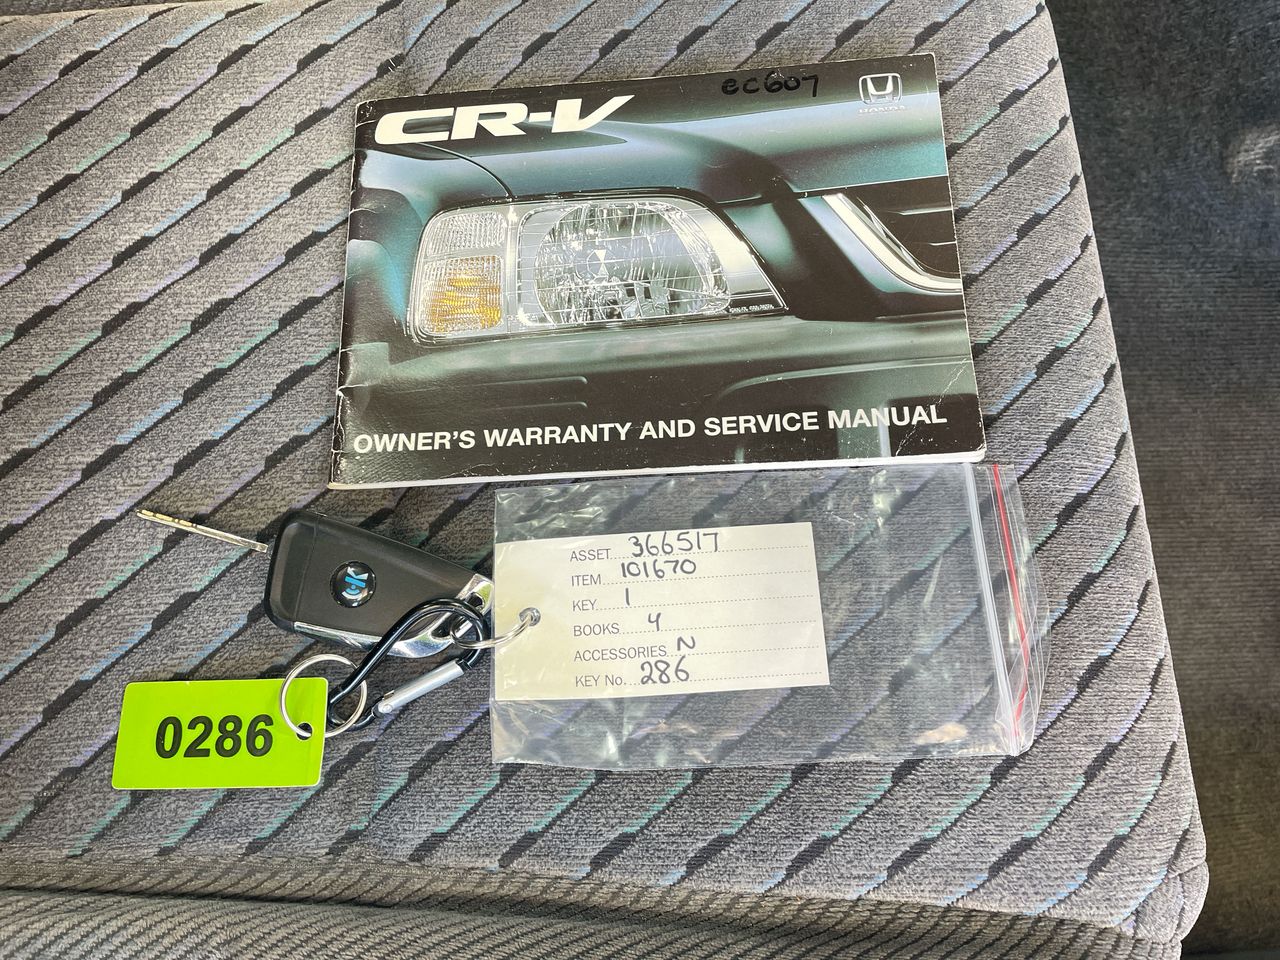 ec607
CR-V
HONDA
OWNER'S WARRANTY AND SERVICE MANUAL
ASSET 366517
ITEM 101670
KEY 1
BOOKS 4
ACCESSORIES N
KEY No. 286
0286